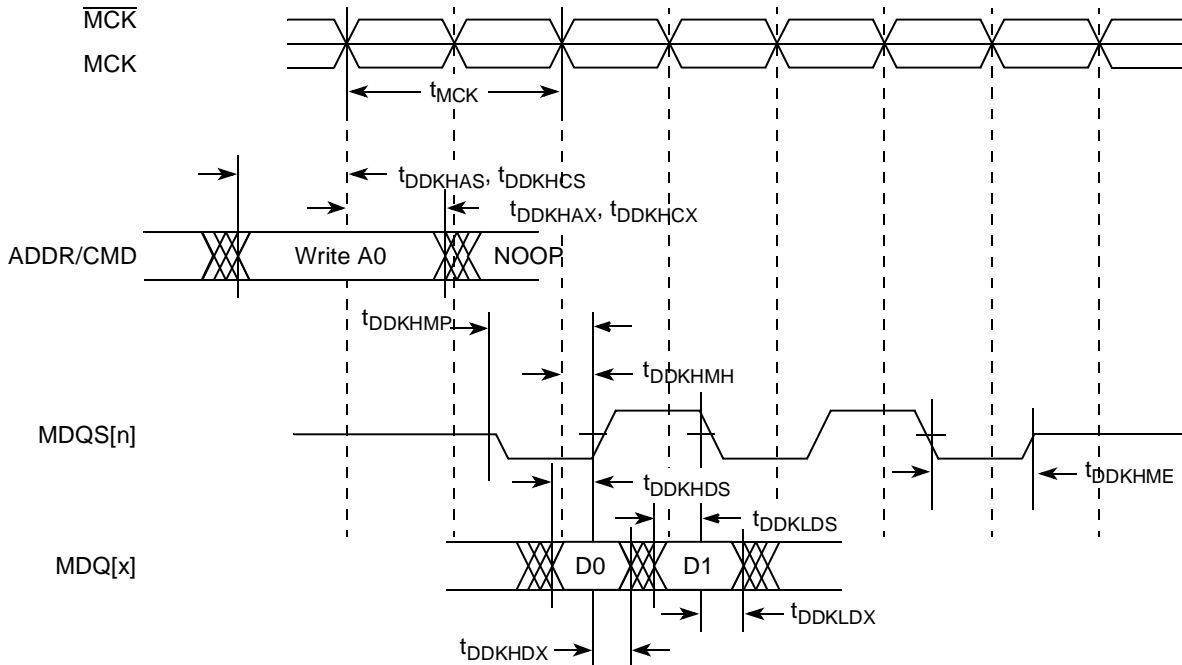 MCK
MCK
tMCK
tDDKHAS, tDDKHCS
tDDKHAX, tDDKHCX
ADDR/CMD
Write A0
NOOP
tDDKHMP
tDDKHMH
MDQS[n]
tDDKHME
tDDKHDS
tDDKLDS
MDQ[x]
D0
D1
tDDKLDX
tDDKHDX